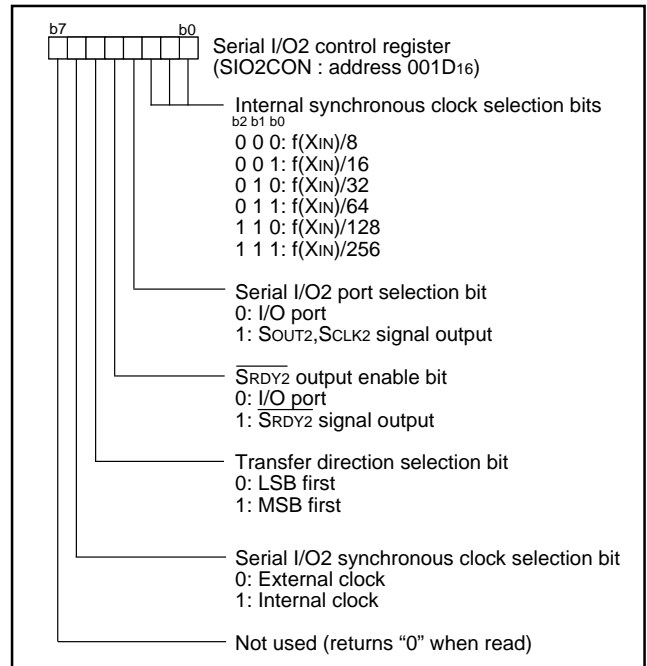 b7 b0
Serial I/O2 control register
(SIO2CON : address 001D16)
Internal synchronous clock selection bits
b2 b1 b0
0 0 0: f(XIN)/8
0 0 1: f(XIN)/16
0 1 0: f(XIN)/32
0 1 1: f(XIN)/64
1 1 0: f(XIN)/128
1 1 1: f(XIN)/256
Serial I/O2 port selection bit
0: I/O port
1: SOUT2,SCLK2 signal output
SRDY2 output enable bit
0: I/O port
1: SRDY2 signal output
Transfer direction selection bit
0: LSB first
1: MSB first
Serial I/O2 synchronous clock selection bit
0: External clock
1: Internal clock
Not used (returns “0” when read)